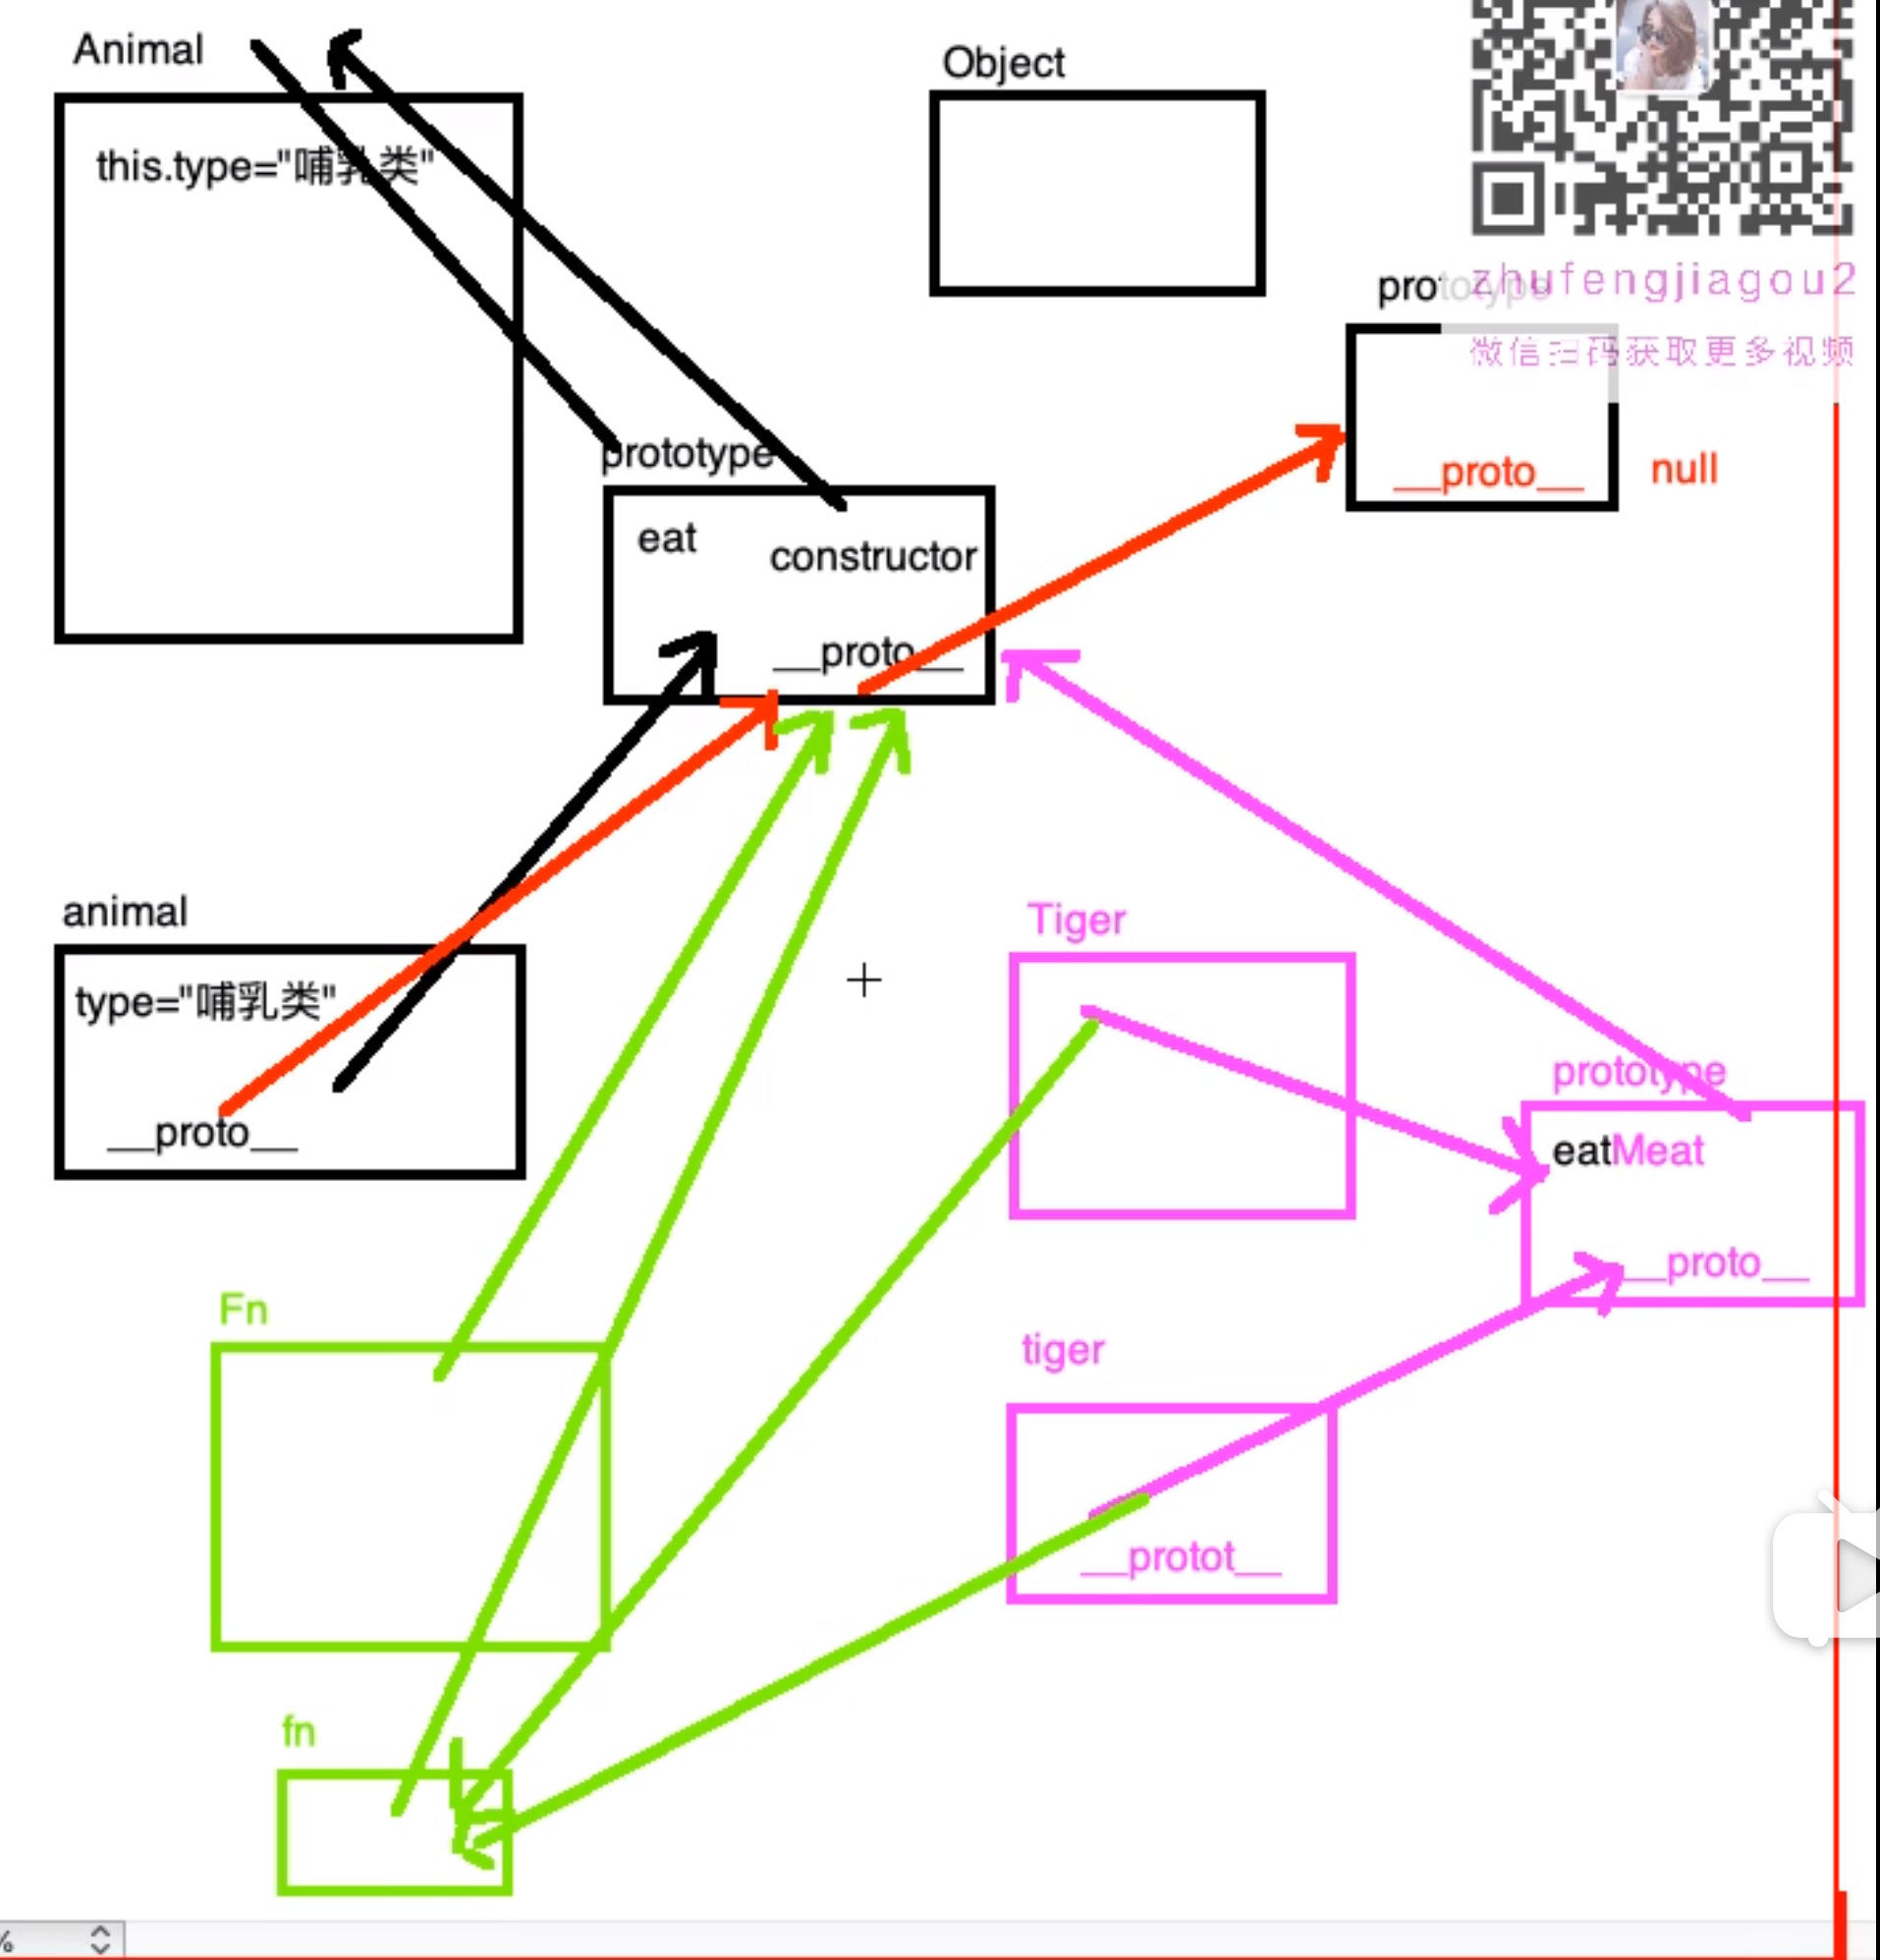 Animal
Object
this.type="哺乳类"
zhufengjiagou2
prototype
微信扫码获取更多视频
prototype
__proto__
null
eat
constructor
__proto__
animal
Tiger
type="哺乳类"
prototype
__proto__
eatMeat
__proto__
Fn
tiger
__protot__
fn
%